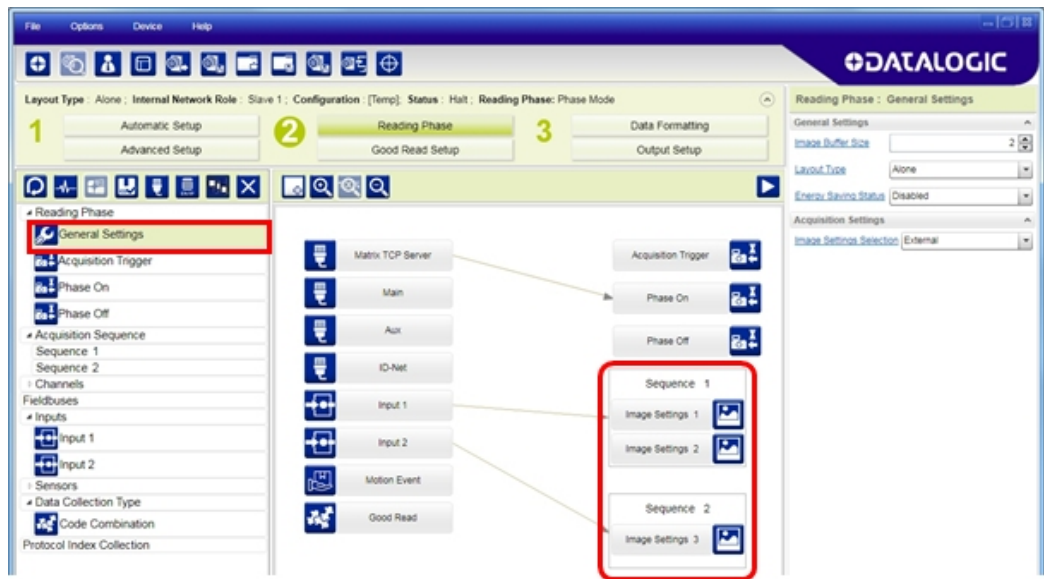 File Options Device Help
DATALOGIC
Layout Type : Alone ; Internal Network Role : Slave 1 ; Configuration : [Temp]; Status : Halt ; Reading Phase: Phase Mode
1 Automatic Setup
Advanced Setup
2 Reading Phase
Good Read Setup
3 Data Formatting
Output Setup
Reading Phase
General Settings
Acquisition Trigger
Phase On
Phase Off
Acquisition Sequence
Sequence 1
Sequence 2
Channels
Fieldbuses
Inputs
Input 1
Input 2
Sensors
Data Collection Type
Code Combination
Protocol Index Collection
Matrix TCP Server
Main
Aux
ID-Net
Input 1
Input 2
Motion Event
Good Read
Acquisition Trigger
Phase On
Phase Off
Sequence 1
Image Settings 1
Image Settings 2
Sequence 2
Image Settings 3
Reading Phase : General Settings
General Settings
Image Buffer Size 2
Layout Type Alone
Energy Saving Status Disabled
Acquisition Settings
Image Settings Selection External